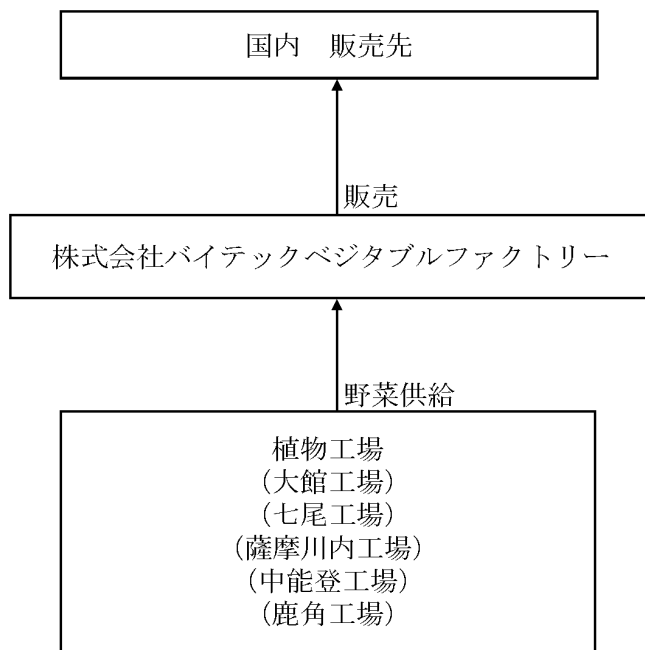 国内　販売先
販売
株式会社バイテックベジタブルファクトリー
野菜供給
植物工場
（大館工場）
（七尾工場）
（薩摩川内工場）
（中能登工場）
（鹿角工場）